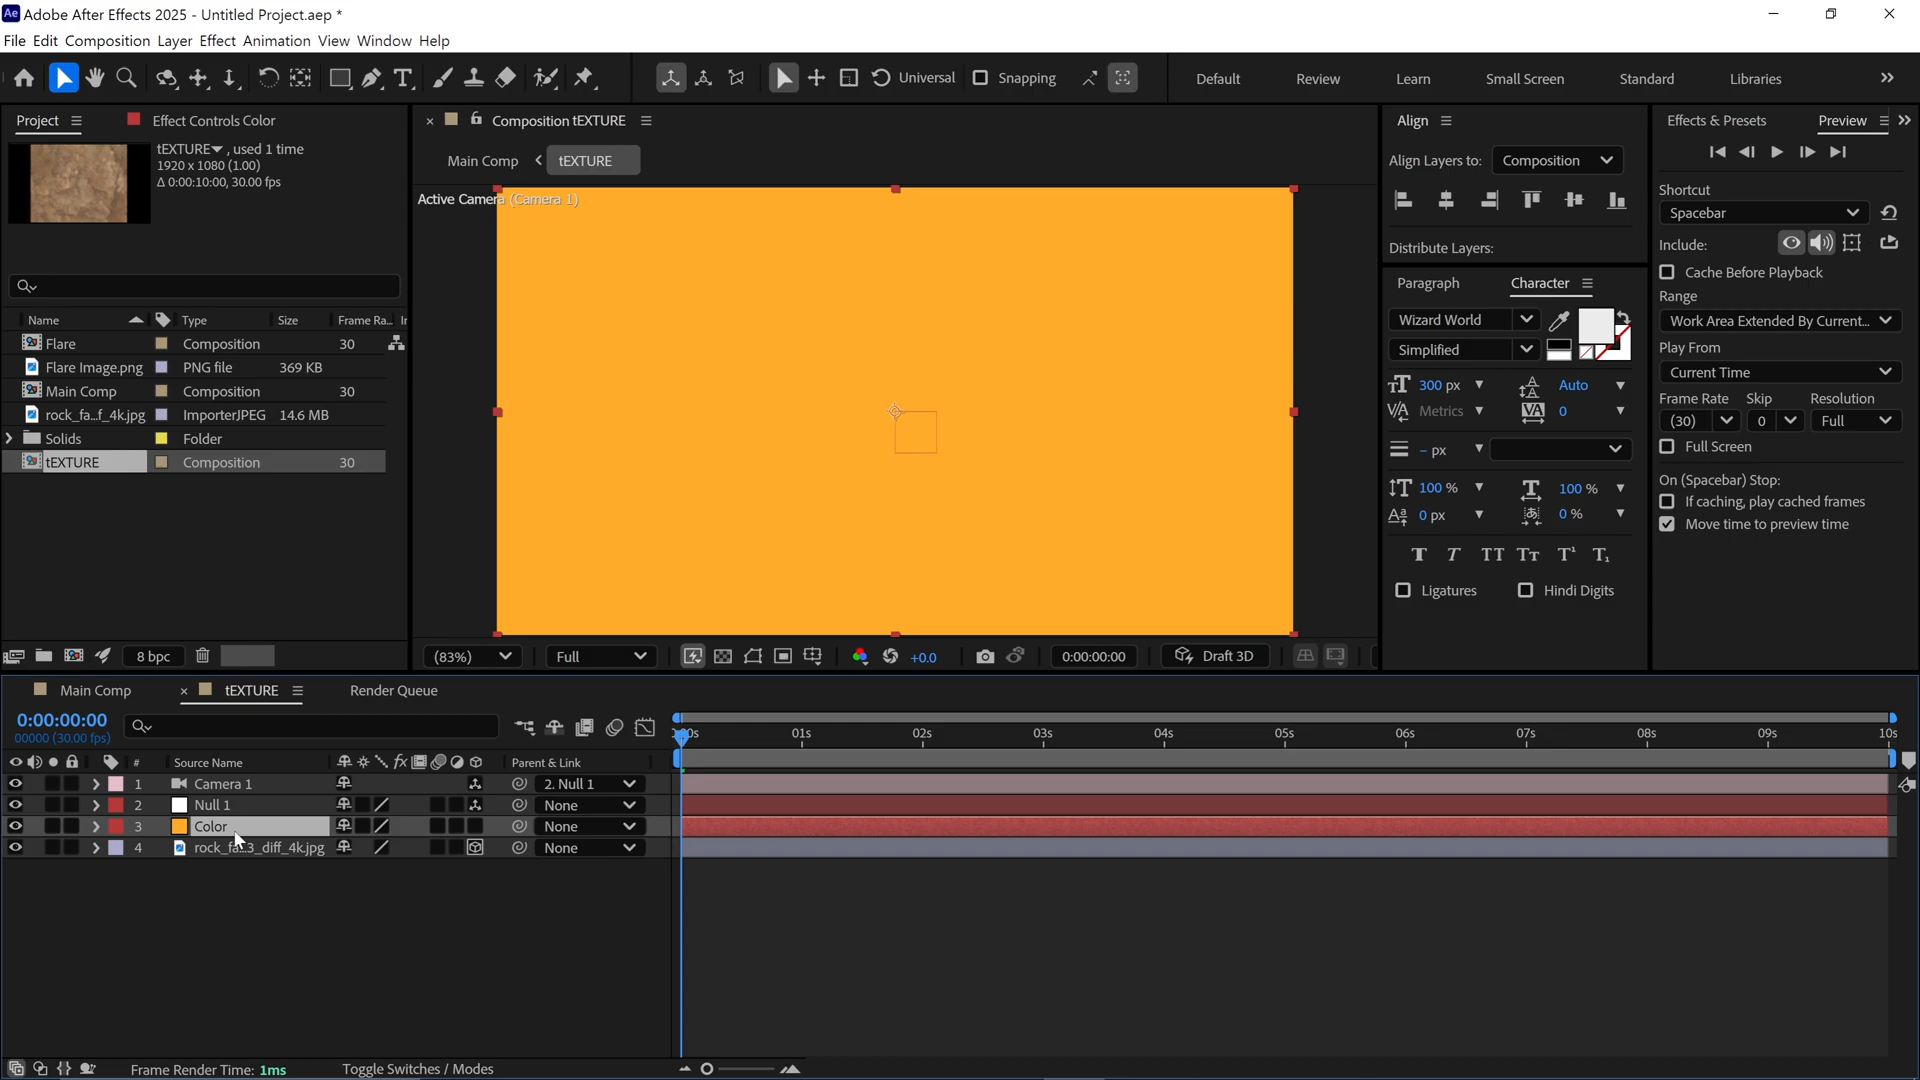 Ae Adobe After Effects 2025 - Untitled Project.aep *
File Edit Composition Layer Effect Animation View Window Help
Universal Snapping Default Review Learn Small Screen Standard Libraries »
Project Effect Controls Color
tEXTURE , used 1 time
1920 x 1080 (1.00)
Δ 0:00:10:00, 30.00 fps
Name Type Size Frame Ra...
Flare Composition 30
Flare Image.png PNG file 369 KB
Main Comp Composition 30
rock_fa...f_4k.jpg ImporterJPEG 14.6 MB
Solids Folder
tEXTURE Composition 30
8 bpc
Composition tEXTURE
Main Comp tEXTURE
Active Camera (Camera 1)
(83%) Full +0.0 0:00:00:00 Draft 3D
Align
Align Layers to: Composition
Distribute Layers:
Paragraph Character
Wizard World
Simplified
300 px Auto
Metrics 0
– px
100 % 100 %
0 px 0 %
T T TT Tт T¹ T₁
Ligatures Hindi Digits
Effects & Presets Preview »
Shortcut
Spacebar
Include:
Cache Before Playback
Range
Work Area Extended By Current...
Play From
Current Time
Frame Rate Skip Resolution
(30) 0 Full
Full Screen
On (Spacebar) Stop:
If caching, play cached frames
Move time to preview time
Main Comp tEXTURE Render Queue
0:00:00:00
00000 (30.00 fps)
01s 02s 03s 04s 05s 06s 07s 08s 09s 10s
# Source Name fx Parent & Link
1 Camera 1 2. Null 1
2 Null 1 None
3 Color None
4 rock_fa...3_diff_4k.jpg None
Frame Render Time: 1ms Toggle Switches / Modes